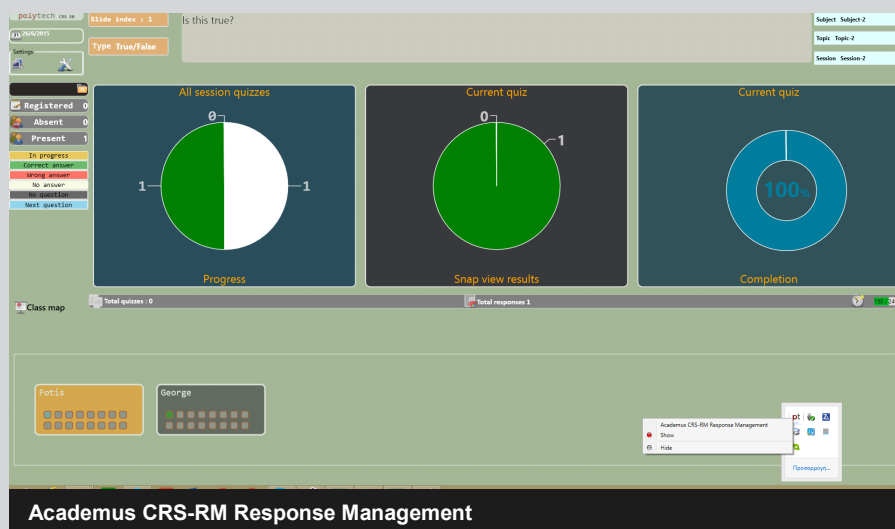 polytech CRS SB
Slide index : 1
Is this true?
Subject Subject-2
26/6/2015
Topic Topic-2
Type True/False
Settings
Session Session-2
All session quizzes
Current quiz
Current quiz
Registered 0
0
0
Absent 0
1
Present 1
In progress
Correct answer
Wrong answer
No answer
1
1
100%
No question
Next question
Progress
Snap view results
Completion
Class map
Total quizzes : 0
Total responses 1
Fotis
George
Academus CRS-RM Response Management
Show
Hide
pt
Προσαρμογή...
Academus CRS-RM Response Management